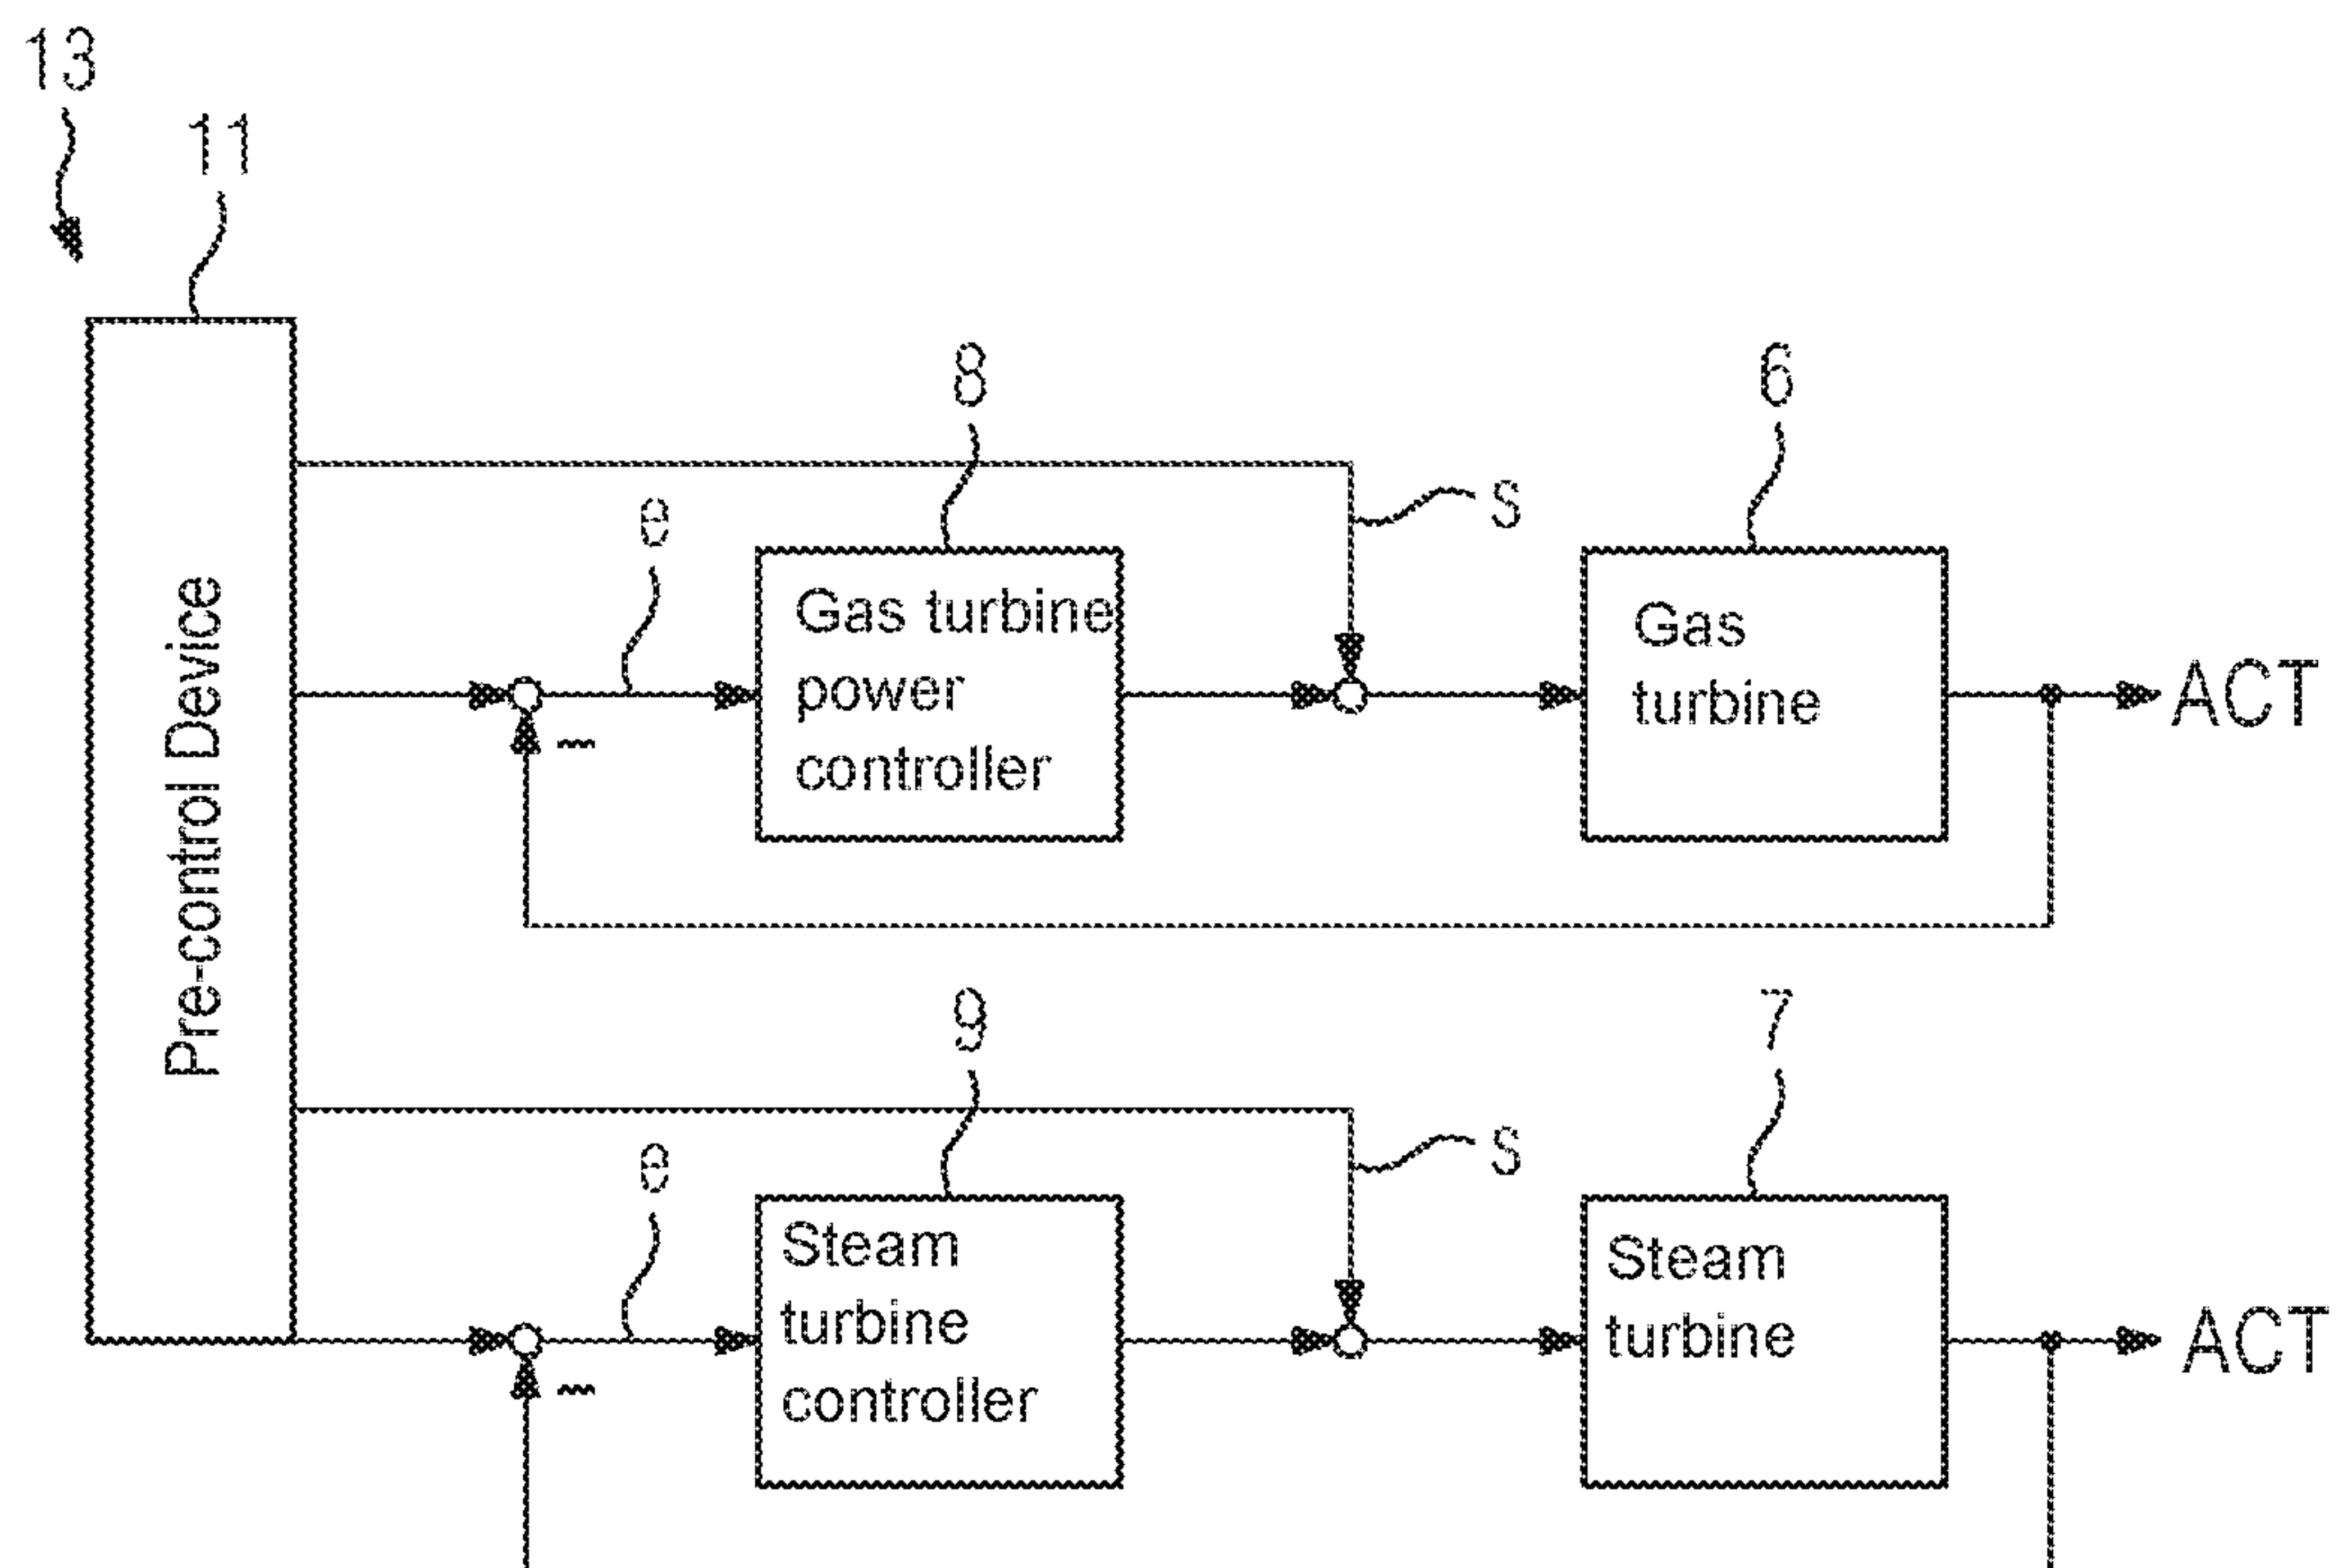 13
11
8
6
e
S
Gas turbine
power
controller
Gas
turbine
ACT
–
Pre-control Device
9
7
e
S
Steam
turbine
controller
Steam
turbine
ACT
–